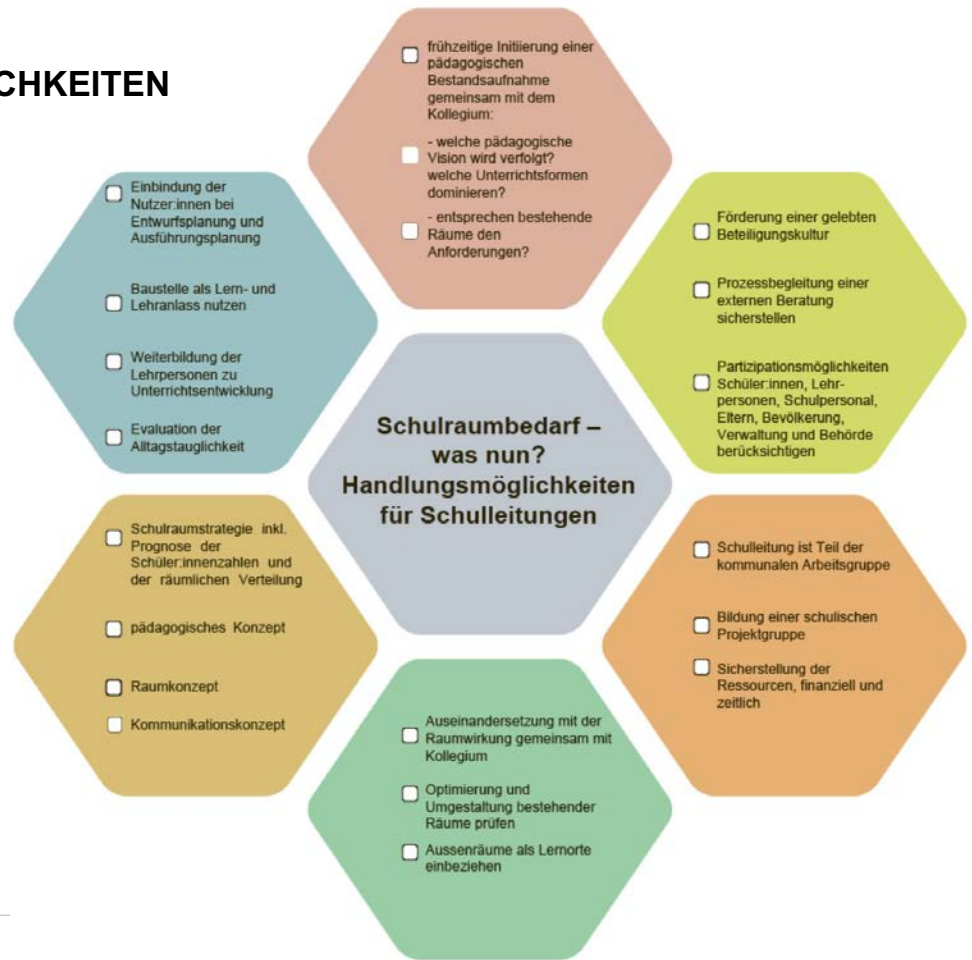 CHKEITEN
frühzeitige Initiierung einer
pädagogischen
Bestandsaufnahme
gemeinsam mit dem
Kollegium:
- welche pädagogische
Vision wird verfolgt?
welche Unterrichtsformen
dominieren?
- entsprechen bestehende
Räume den
Anforderungen?
Einbindung der
Nutzer:innen bei
Entwurfsplanung und
Ausführungsplanung
Baustelle als Lern- und
Lehranlass nutzen
Weiterbildung der
Lehrpersonen zu
Unterrichtsentwicklung
Evaluation der
Alltagstauglichkeit
Förderung einer gelebten
Beteiligungskultur
Prozessbegleitung einer
externen Beratung
sicherstellen
Partizipationsmöglichkeiten
Schüler:innen, Lehr-
personen, Schulpersonal,
Eltern, Bevölkerung,
Verwaltung und Behörde
berücksichtigen
Schulraumbedarf –
was nun?
Handlungsmöglichkeiten
für Schulleitungen
Schulraumstrategie inkl.
Prognose der
Schüler:innenzahlen und
der räumlichen Verteilung
pädagogisches Konzept
Raumkonzept
Kommunikationskonzept
Schulleitung ist Teil der
kommunalen Arbeitsgruppe
Bildung einer schulischen
Projektgruppe
Sicherstellung der
Ressourcen, finanziell und
zeitlich
Auseinandersetzung mit der
Raumwirkung gemeinsam mit
Kollegium
Optimierung und
Umgestaltung bestehender
Räume prüfen
Aussenräume als Lernorte
einbeziehen